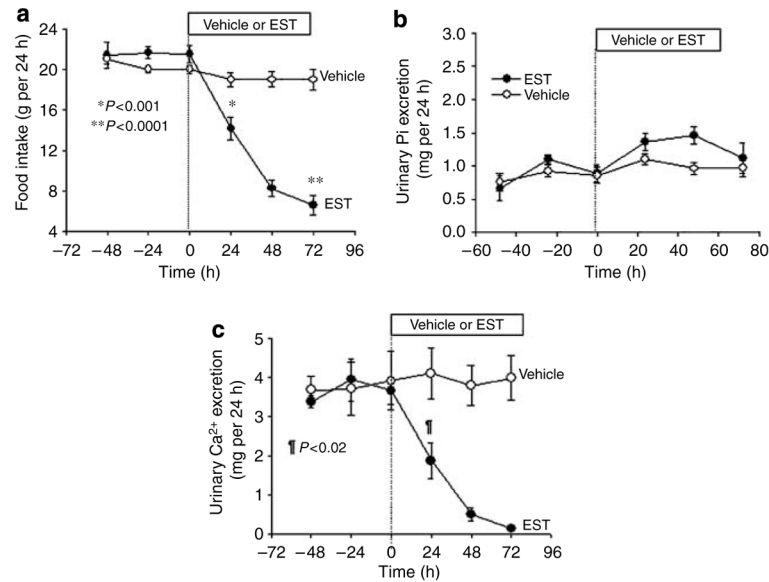 a
Vehicle or EST
Food intake (g per 24 h)
24
20
16
12
8
4
Vehicle
*P<0.001
**P<0.0001
*
**
EST
−72 −48 −24 0 24 48 72 96
Time (h)
b
Vehicle or EST
Urinary Pi excretion
(mg per 24 h)
3.0
2.5
2.0
1.5
1.0
0.5
0.0
EST
Vehicle
−60 −40 −20 0 20 40 60 80
Time (h)
c
Vehicle or EST
Urinary Ca²⁺ excretion
(mg per 24 h)
5
4
3
2
1
0
Vehicle
¶
¶ P<0.02
EST
−72 −48 −24 0 24 48 72 96
Time (h)